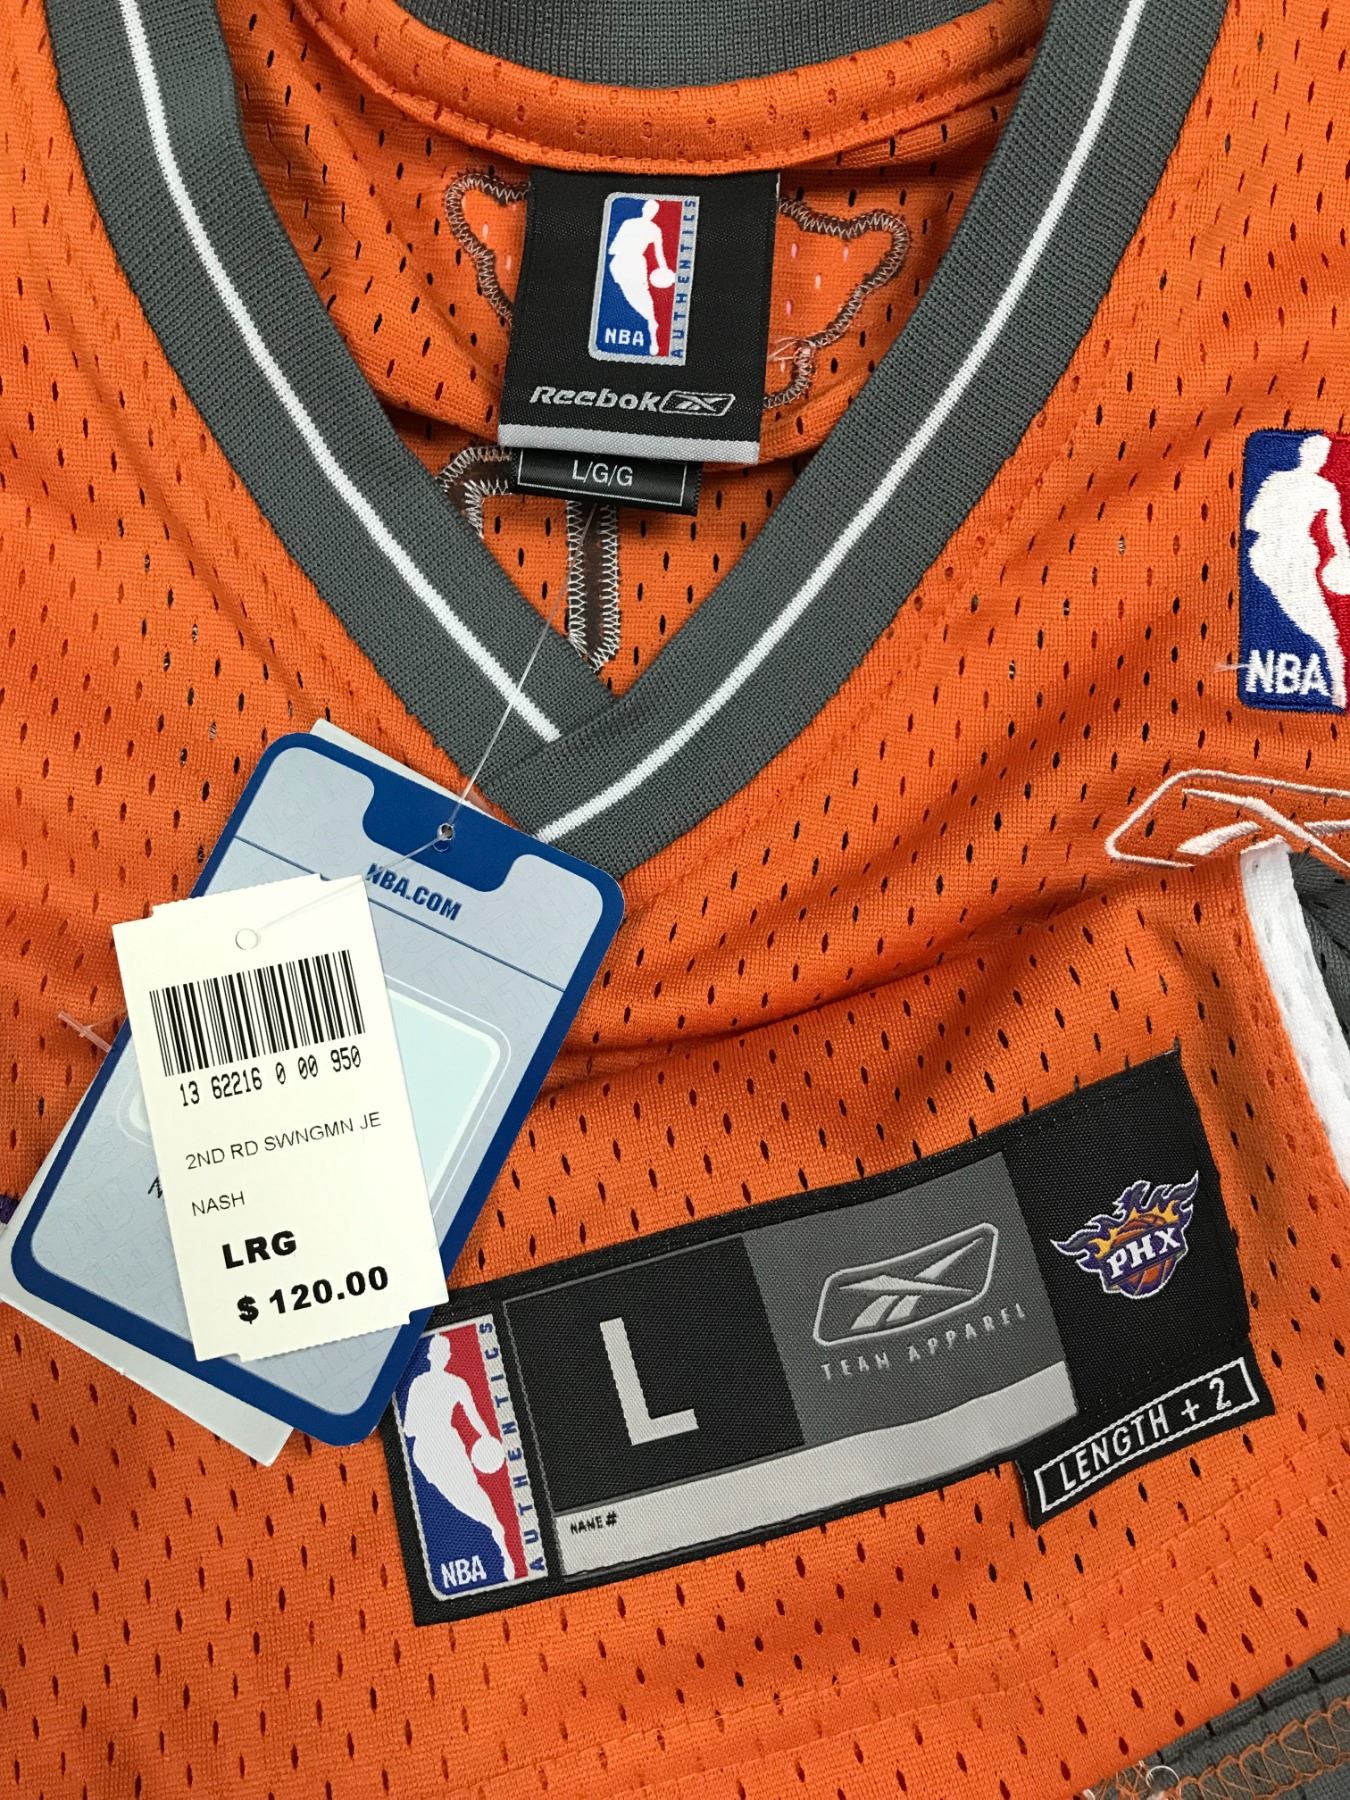 NBA
AUTHENTICS
Reebok
L/G/G
NBA
NBA.COM
13 62216 0 00 950
2ND RD SWNGMN JE
NASH
LRG
$ 120.00
NBA
AUTHENTICS
L
TEAM APPAREL
PHX
NAME#
LENGTH + 2